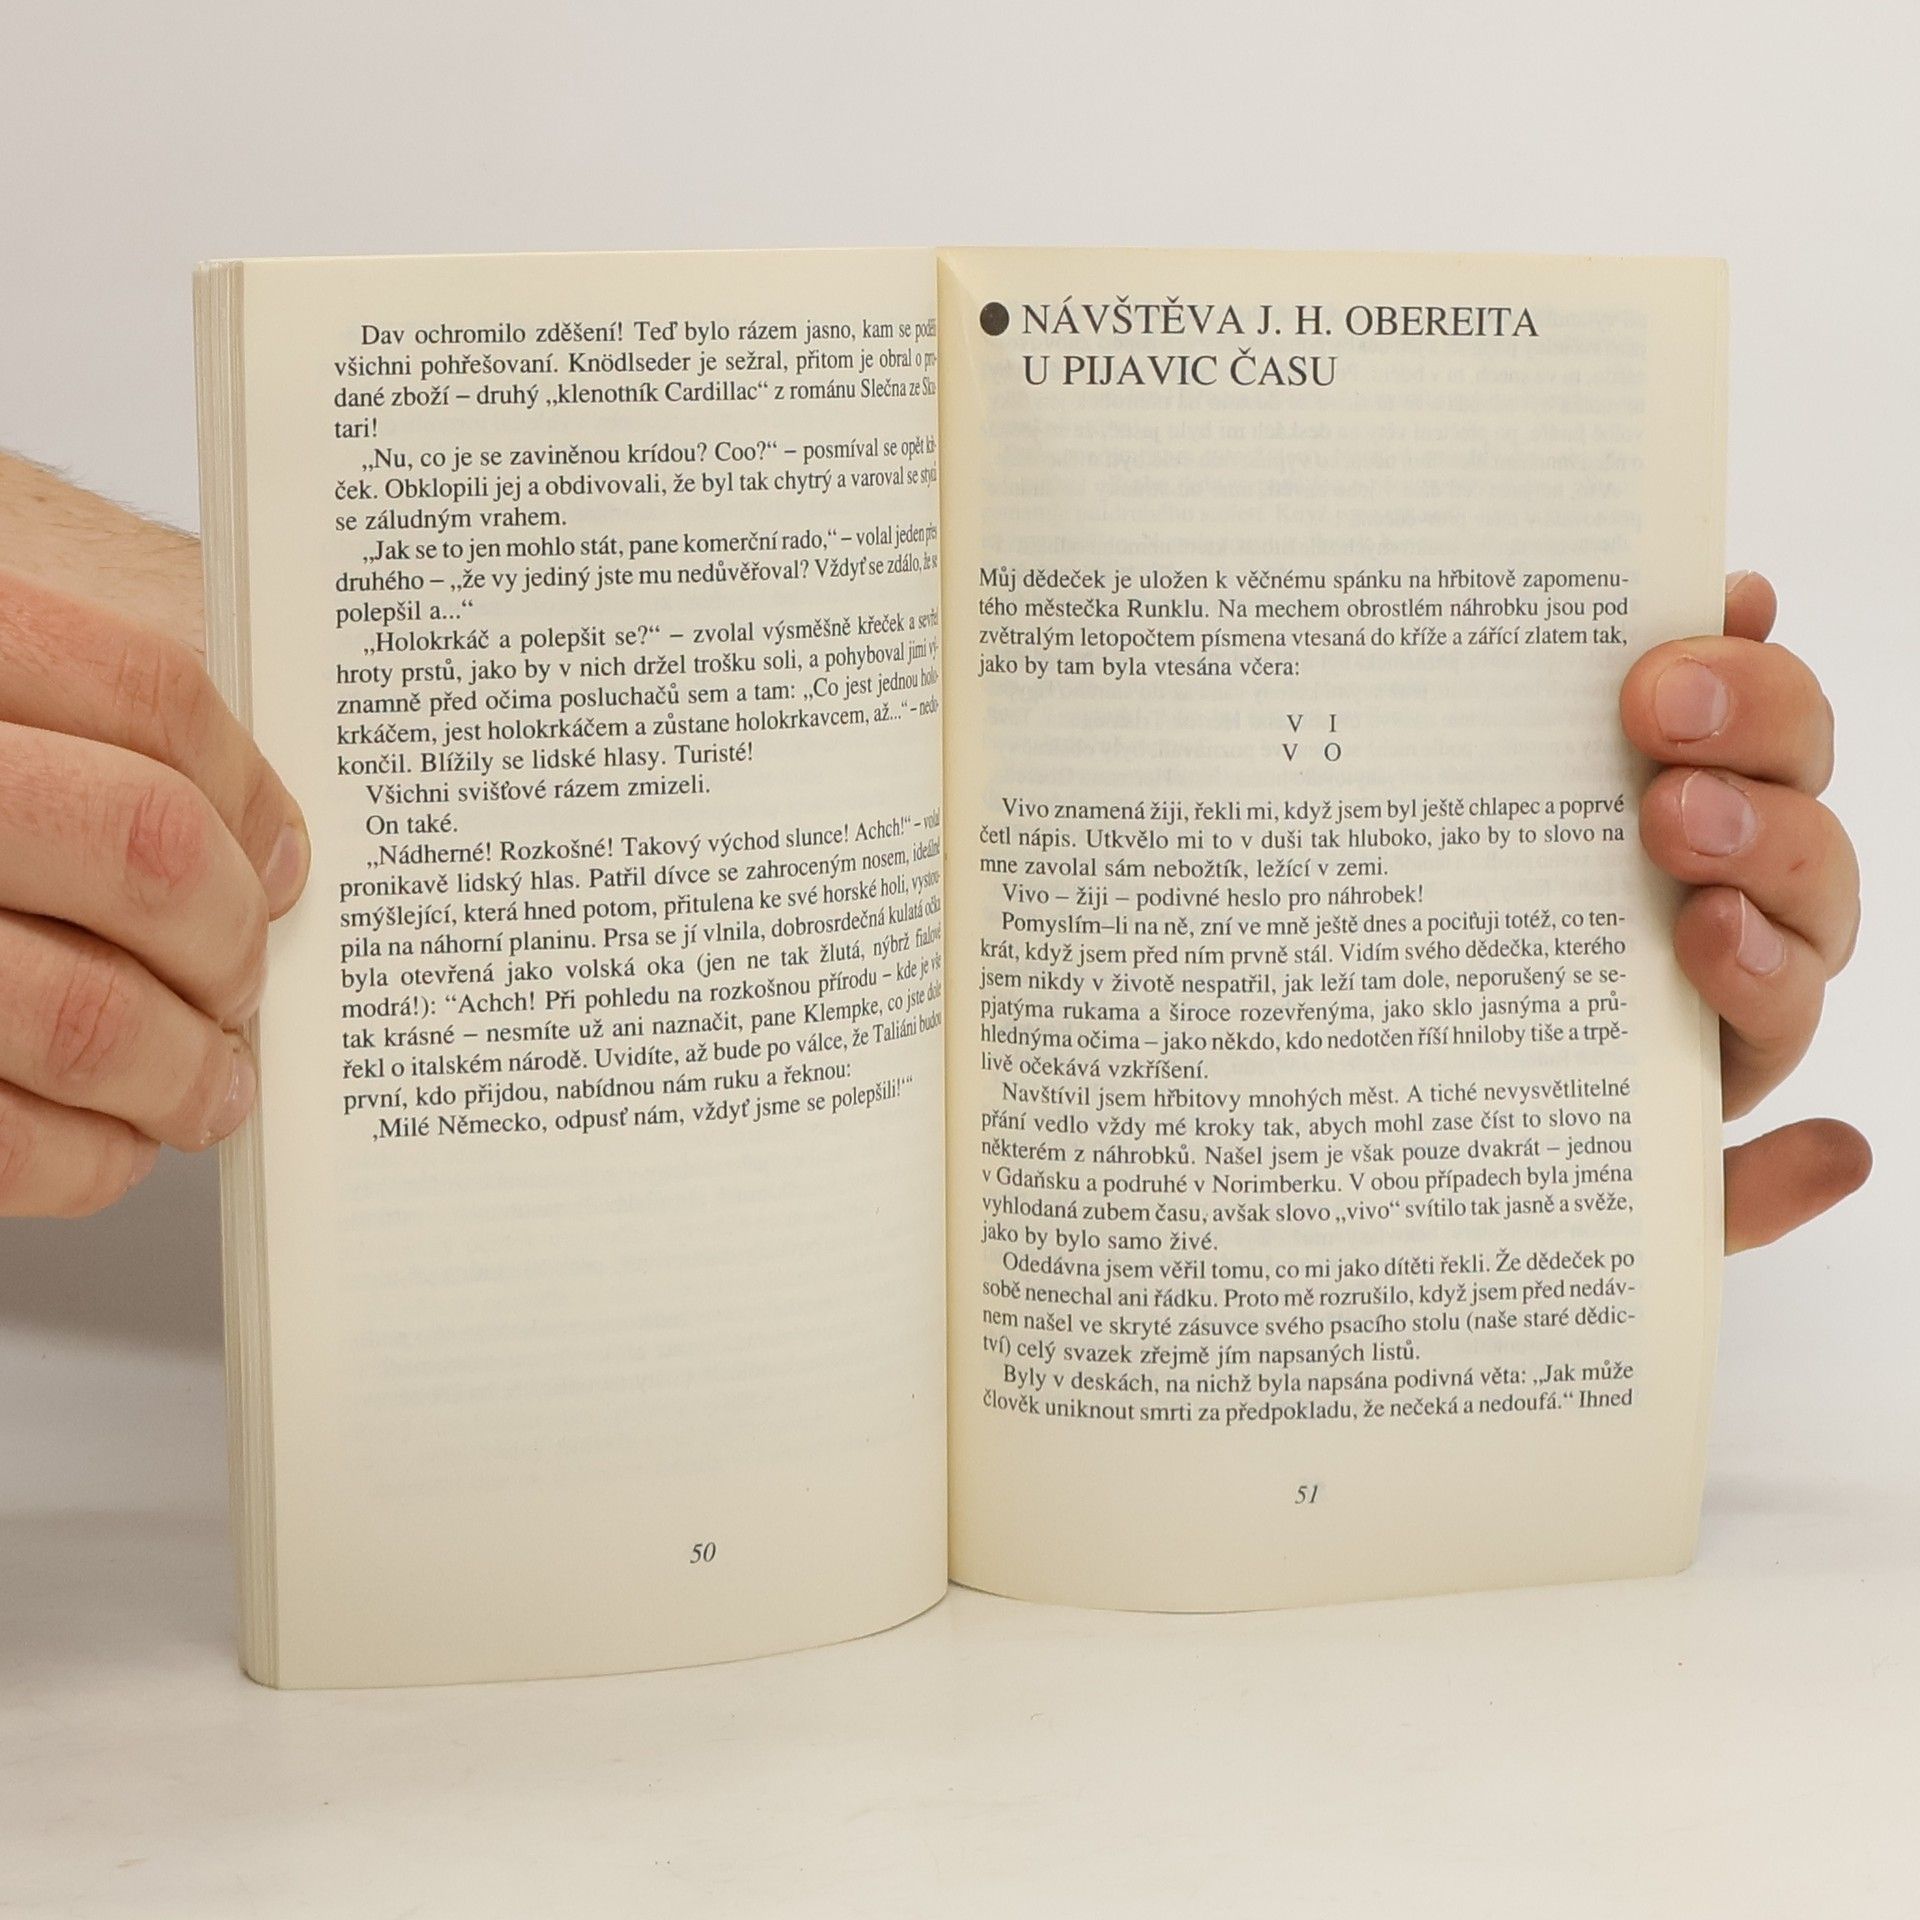 Dav ochromilo zděšení! Teď bylo rázem jasno, kam se poděli
všichni pohřešovaní. Knödlseder je sežral, přitom je obral o pro-
dané zboží – druhý „klenotník Cardillac“ z románu Slečna ze Sku-
tari!
„Nu, co je se zaviněnou krídou? Coo?“ – posmíval se opět kře-
ček. Obklopili jej a obdivovali, že byl tak chytrý a varoval se
se záludným vrahem.
„Jak se to jen mohlo stát, pane komerční rado,“ – volal jeden přes
druhého – „že vy jediný jste mu nedůvěřoval? Vždyť se zdálo, že se
polepšil a...“
„Holokrkáč a polepšit se?“ – zvolal výsměšně křeček a sevřel
hroty prstů, jako by v nich držel trošku soli, a pohyboval jimi vý-
znamně před očima posluchačů sem a tam: „Co jest jednou holo-
krkáčem, jest holokrkáčem a zůstane holokrkavcem, až...“ – nedo-
končil. Blížily se lidské hlasy. Turisté!
Všichni svišťové rázem zmizeli.
On také.
„Nádherné! Rozkošné! Takový východ slunce! Achch!“ – volal
pronikavě lidský hlas. Patřil dívce se zahroceným nosem, ideálně
smýšlející, která hned potom, přitulena ke své horské holi, vystou-
pila na náhorní planinu. Prsa se jí vlnila, dobrosrdečná kulatá očka
byla otevřená jako volská oka (jen ne tak žlutá, nýbrž fialově
modrá!): “Achch! Při pohledu na rozkošnou přírodu – kde je vše
tak krásné – nesmíte už ani naznačit, pane Klempke, co jste dole
řekl o italském národě. Uvidíte, až bude po válce, že Taliáni budou
první, kdo přijdou, nabídnou nám ruku a řeknou:
‚Milé Německo, odpusť nám, vždyť jsme se polepšili!‘“
50
● NÁVŠTĚVA J. H. OBEREITA
U PIJAVIC ČASU
Můj dědeček je uložen k věčnému spánku na hřbitově zapomenu-
tého městečka Runklu. Na mechem obrostlém náhrobku jsou pod
zvětralým letopočtem písmena vtesaná do kříže a zářící zlatem tak,
jako by tam byla vtesána včera:
V I
V O
Vivo znamená žiji, řekli mi, když jsem byl ještě chlapec a poprvé
četl nápis. Utkvělo mi to v duši tak hluboko, jako by to slovo na
mne zavolal sám nebožtík, ležící v zemi.
Vivo – žiji – podivné heslo pro náhrobek!
Pomyslím–li na ně, zní ve mně ještě dnes a pociťuji totéž, co ten-
krát, když jsem před ním prvně stál. Vidím svého dědečka, kterého
jsem nikdy v životě nespatřil, jak leží tam dole, neporušený se se-
pjatýma rukama a široce rozevřenýma, jako sklo jasnýma a prů-
hlednýma očima – jako někdo, kdo nedotčen říší hniloby tiše a trpě-
livě očekává vzkříšení.
Navštívil jsem hřbitovy mnohých měst. A tiché nevysvětlitelné
přání vedlo vždy mé kroky tak, abych mohl zase číst to slovo na
některém z náhrobků. Našel jsem je však pouze dvakrát – jednou
v Gdaňsku a podruhé v Norimberku. V obou případech byla jména
vyhlodaná zubem času, avšak slovo „vivo“ svítilo tak jasně a svěže,
jako by bylo samo živé.
Odedávna jsem věřil tomu, co mi jako dítěti řekli. Že dědeček po
sobě nenechal ani řádku. Proto mě rozrušilo, když jsem před nedáv-
nem našel ve skryté zásuvce svého psacího stolu (naše staré dědic-
tví) celý svazek zřejmě jím napsaných listů.
Byly v deskách, na nichž byla napsána podivná věta: „Jak může
člověk uniknout smrti za předpokladu, že nečeká a nedoufá.“ Ihned
51